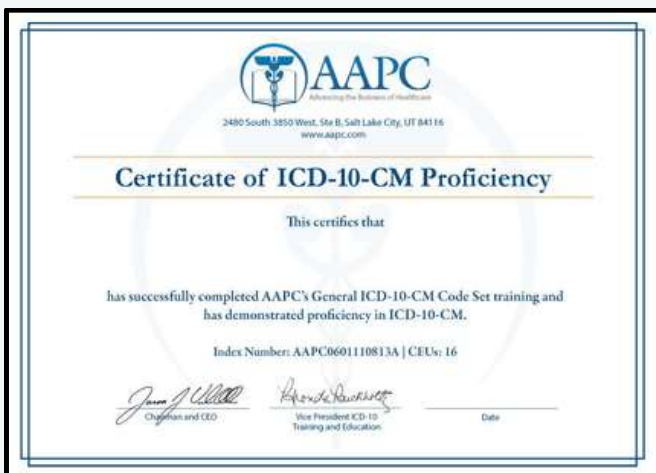 AAPC
Advancing the Business of Healthcare
2480 South 3850 West, Ste B, Salt Lake City, UT 84116
www.aapc.com
Certificate of ICD-10-CM Proficiency
This certifies that
has successfully completed AAPC's General ICD-10-CM Code Set training and
has demonstrated proficiency in ICD-10-CM.
Index Number: AAPC0601110813A | CEUs: 16
Chairman and CEO
Vice President ICD-10
Training and Education
Date